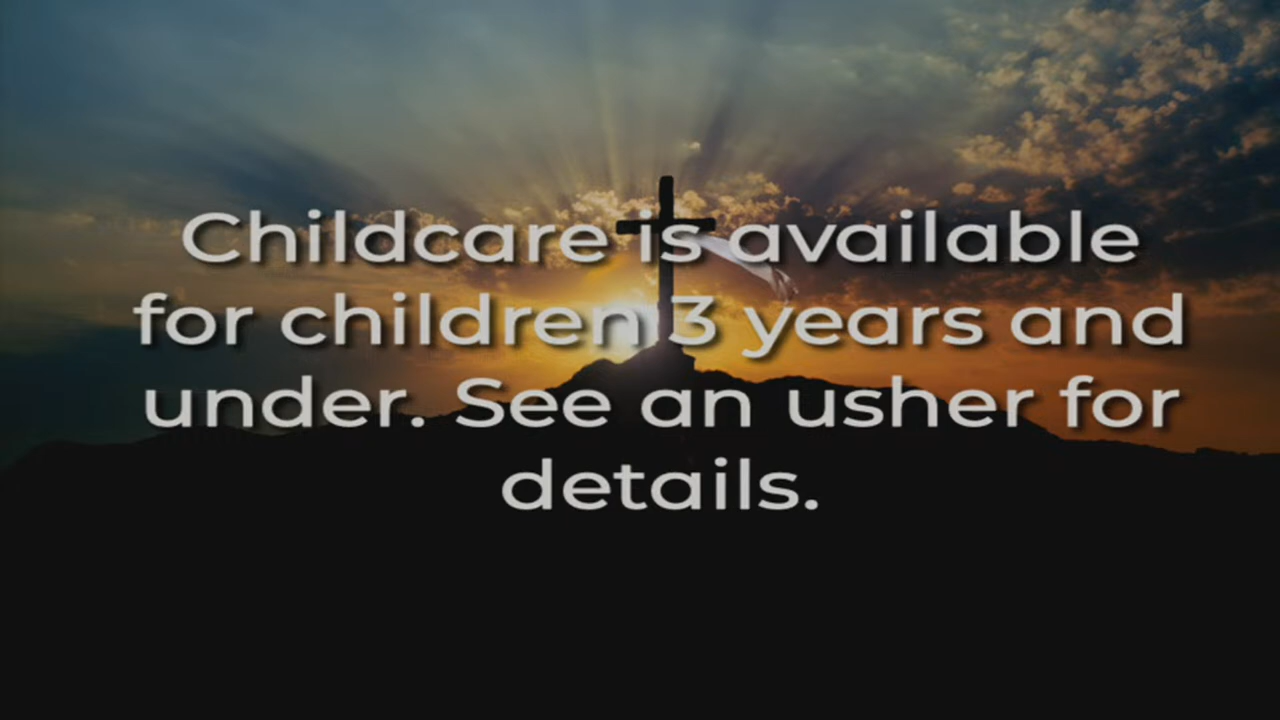 Childcare is available
for children 3 years and
under. See an usher for
details.